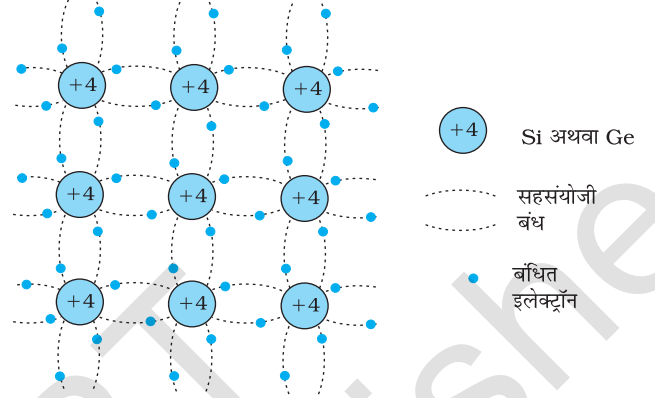 +4 +4 +4
+4 +4 +4
+4 +4 +4
+4 Si अथवा Ge
सहसंयोजी
बंध
बंधित
इलेक्ट्रॉन